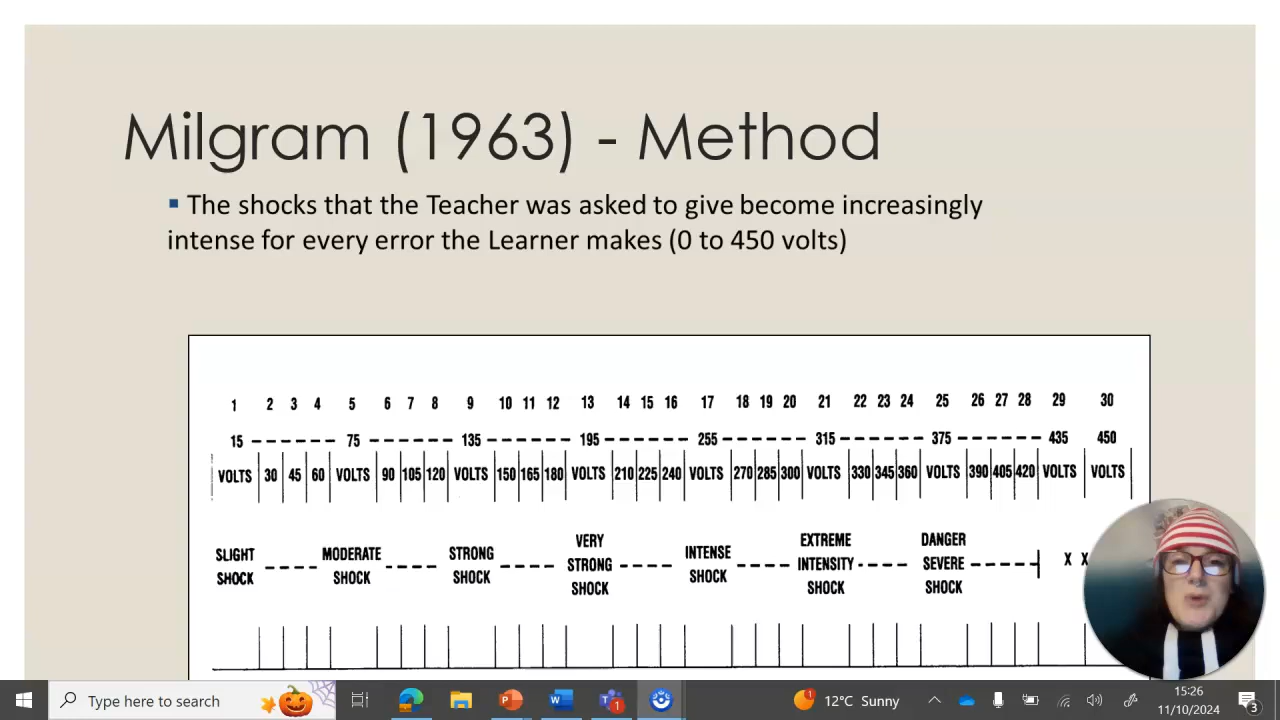 Milgram (1963) - Method
▪ The shocks that the Teacher was asked to give become increasingly
intense for every error the Learner makes (0 to 450 volts)
1 2 3 4 5 6 7 8 9 10 11 12 13 14 15 16 17 18 19 20 21 22 23 24 25 26 27 28 29 30
15 75 135 195 255 315 375 435 450
VOLTS 30 45 60 VOLTS 90 105 120 VOLTS 150 165 180 VOLTS 210 225 240 VOLTS 270 285 300 VOLTS 330 345 360 VOLTS 390 405 420 VOLTS VOLTS
SLIGHT
SHOCK
MODERATE
SHOCK
STRONG
SHOCK
VERY
STRONG
SHOCK
INTENSE
SHOCK
EXTREME
INTENSITY
SHOCK
DANGER
SEVERE
SHOCK
X X
Type here to search
1
1
12°C Sunny
15:26
11/10/2024
3